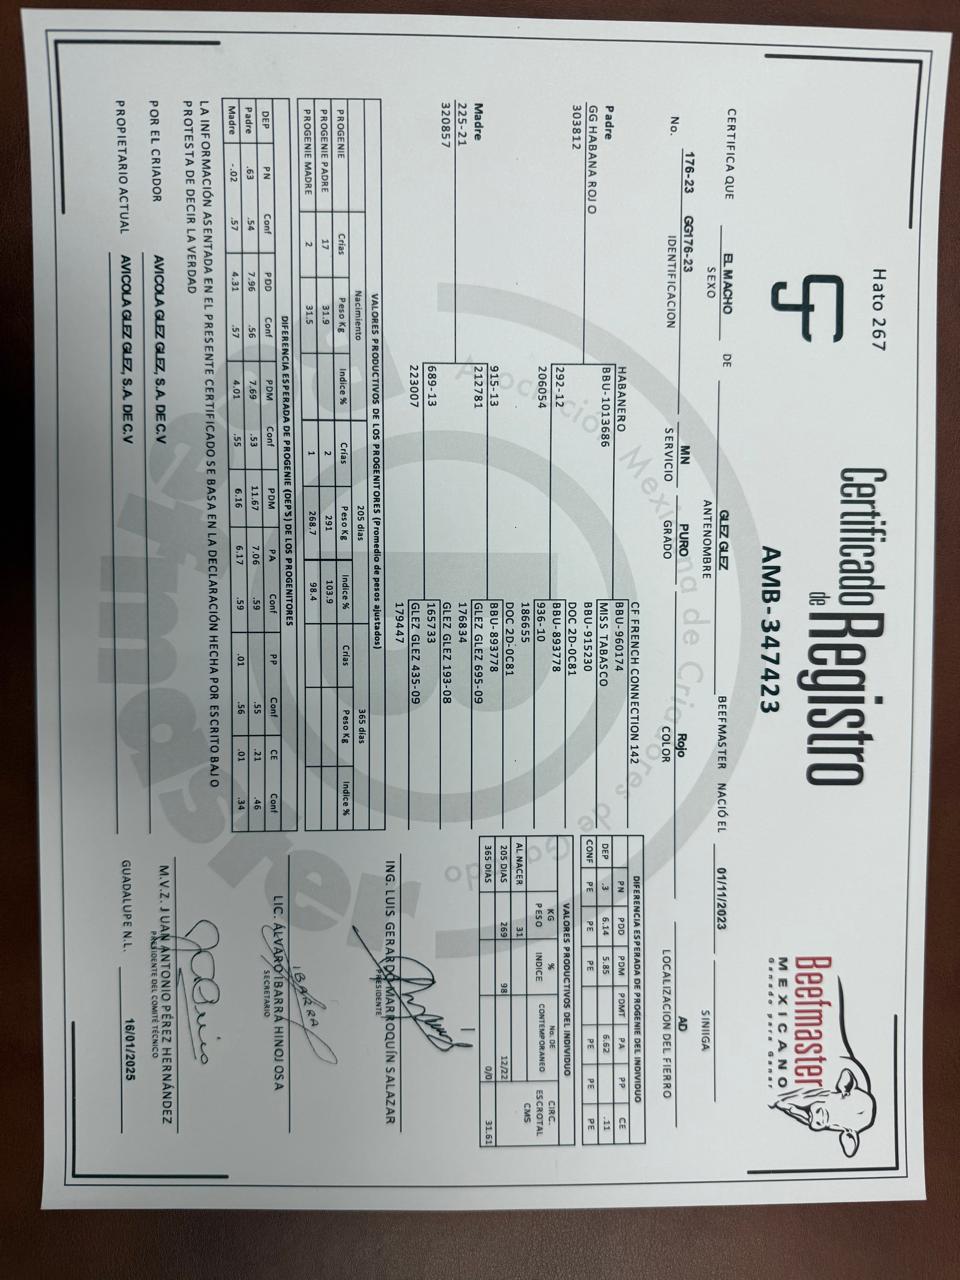 Hato 267
Certificado
de Registro
AMB-347423
Beefmaster
MEXICANO
Ganado para Ganar
CERTIFICA QUE EL MACHO DE GLEZ GLEZ BEEFMASTER NACIÓ EL 01/11/2023
SEXO ANTENOMBRE SINIIGA
No. 176-23 GG176-23 MN PURO Rojo AD
IDENTIFICACION SERVICIO GRADO COLOR LOCALIZACION DEL FIERRO
Padre
GG HABANA ROJO
303812
HABANERO
BBU-1013686
292-12
206054
CF FRENCH CONNECTION 142
BBU-960174
MISS TABASCO
BBU-915230
DOC 2D-0C81
BBU-893778
936-10
186655
Madre
225-21
320857
915-13
212781
689-13
223007
DOC 2D-0C81
BBU-893778
GLEZ GLEZ 695-09
176834
GLEZ GLEZ 193-08
165733
GLEZ GLEZ 435-09
179447
DIFERENCIA ESPERADA DE PROGENIE DEL INDIVIDUO
PN PDD PDM PDMT PA PP CE
DEP .3 6.14 5.85 6.62 .11
CONF PE PE PE PE PE PE
VALORES PRODUCTIVOS DEL INDIVIDUO
KG PESO % INDICE No. DE CONTEMPORANEO CIRC. ESCROTAL CMS
AL NACER 31
205 DIAS 269 98 12/22
365 DIAS 0/0 31.61
VALORES PRODUCTIVOS DE LOS PROGENITORES (Promedio de pesos ajustados)
Nacimiento 205 dias 365 dias
PROGENIE Crías Peso Kg Indice % Crías Peso Kg Indice % Crías Peso Kg Indice %
PROGENIE PADRE 17 31.9 2 291 103.9
PROGENIE MADRE 2 31.5 1 268.7 98.4
DIFERENCIA ESPERADA DE PROGENIE (DEP'S) DE LOS PROGENITORES
DEP PN Conf PDD Conf PDM Conf PDM PA Conf PP Conf CE Conf
Padre .63 .54 7.96 .56 7.69 .53 11.67 7.06 .59 .01 .55 .21 .46
Madre -.02 .57 4.31 .57 4.01 .55 6.16 6.17 .59 .01 .56 .01 .34
LA INFORMACIÓN ASENTADA EN EL PRESENTE CERTIFICADO SE BASA EN LA DECLARACIÓN HECHA POR ESCRITO BAJO
PROTESTA DE DECIR LA VERDAD
POR EL CRIADOR AVICOLA GLEZ GLEZ, S.A. DE C.V
PROPIETARIO ACTUAL AVICOLA GLEZ GLEZ, S.A. DE C.V
ING. LUIS GERARDO MARROQUÍN SALAZAR
PRESIDENTE
IBARRA
LIC. ÁLVARO IBARRA HINOJOSA
SECRETARIO
M.V.Z. JUAN ANTONIO PÉREZ HERNÁNDEZ
PRESIDENTE DEL COMITÉ TÉCNICO
GUADALUPE N.L. 16/01/2025